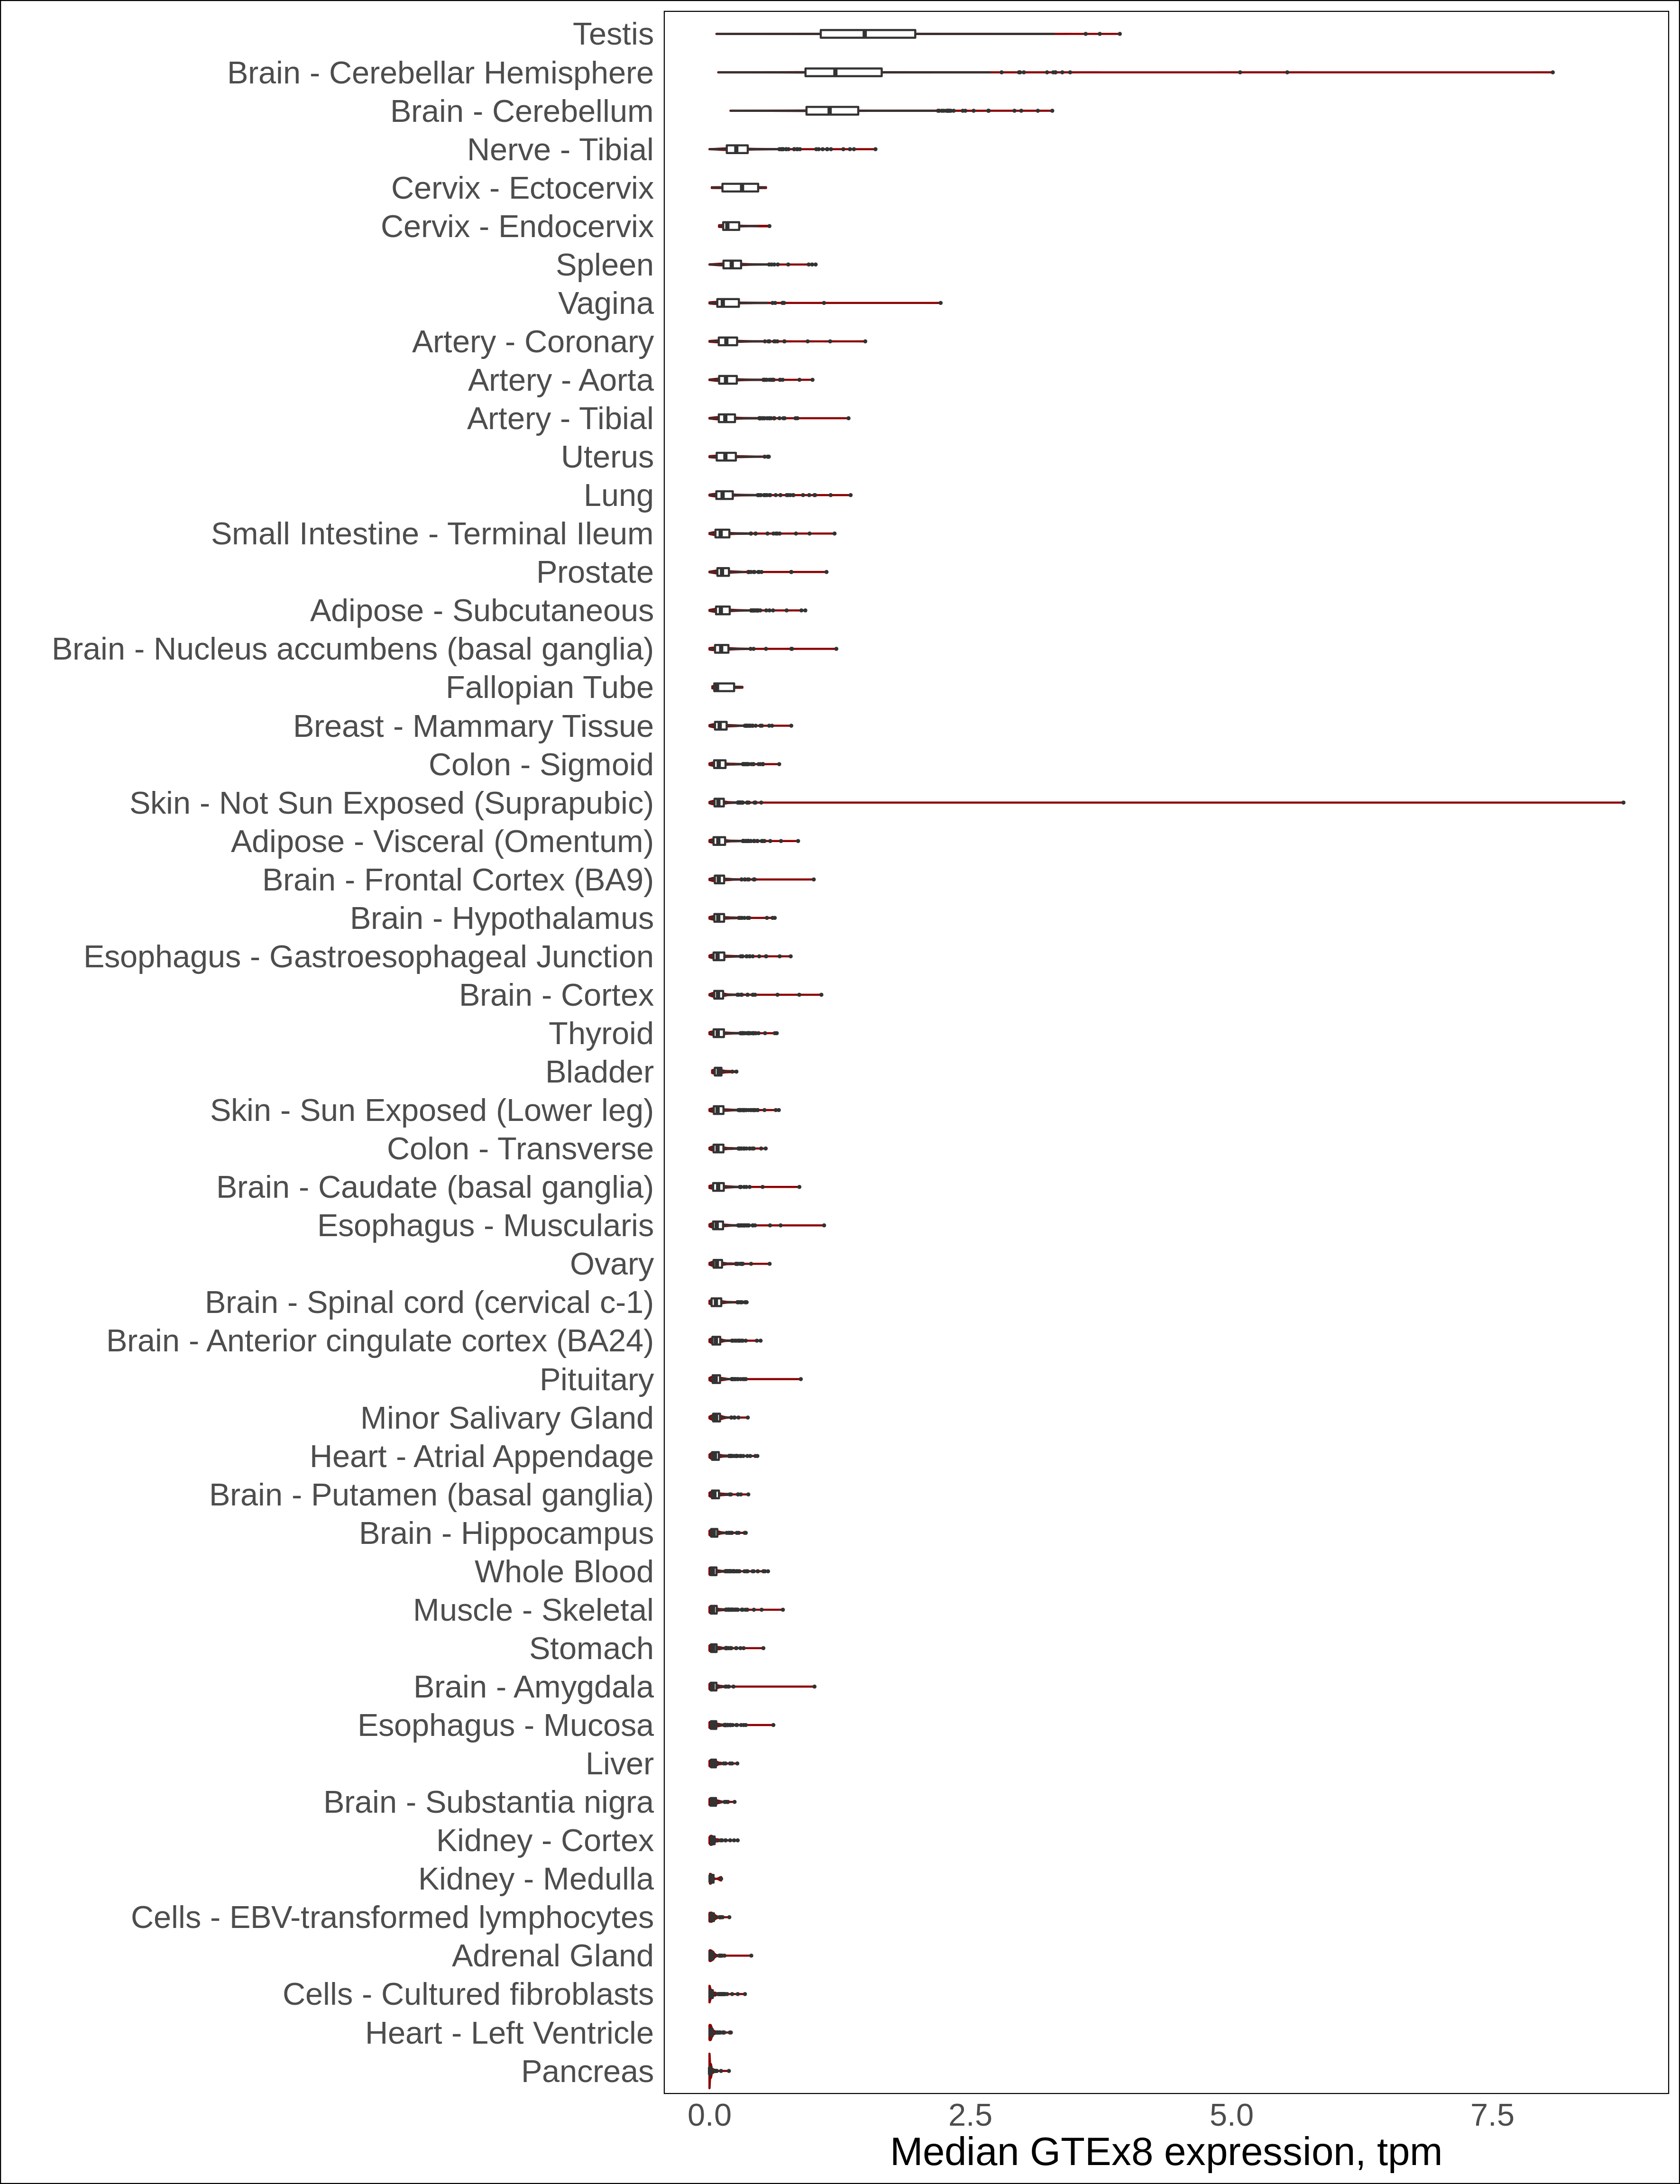 Testis
Brain - Cerebellar Hemisphere
Brain - Cerebellum
Nerve - Tibial
Cervix - Ectocervix
Cervix - Endocervix
Spleen
Vagina
Artery - Coronary
Artery - Aorta
Artery - Tibial
Uterus
Lung
Small Intestine - Terminal Ileum
Prostate
Adipose - Subcutaneous
Brain - Nucleus accumbens (basal ganglia)
Fallopian Tube
Breast - Mammary Tissue
Colon - Sigmoid
Skin - Not Sun Exposed (Suprapubic)
Adipose - Visceral (Omentum)
Brain - Frontal Cortex (BA9)
Brain - Hypothalamus
Esophagus - Gastroesophageal Junction
Brain - Cortex
Thyroid
Bladder
Skin - Sun Exposed (Lower leg)
Colon - Transverse
Brain - Caudate (basal ganglia)
Esophagus - Muscularis
Ovary
Brain - Spinal cord (cervical c-1)
Brain - Anterior cingulate cortex (BA24)
Pituitary
Minor Salivary Gland
Heart - Atrial Appendage
Brain - Putamen (basal ganglia)
Brain - Hippocampus
Whole Blood
Muscle - Skeletal
Stomach
Brain - Amygdala
Esophagus - Mucosa
Liver
Brain - Substantia nigra
Kidney - Cortex
Kidney - Medulla
Cells - EBV-transformed lymphocytes
Adrenal Gland
Cells - Cultured fibroblasts
Heart - Left Ventricle
Pancreas
0.0 2.5 5.0 7.5
Median GTEx8 expression, tpm